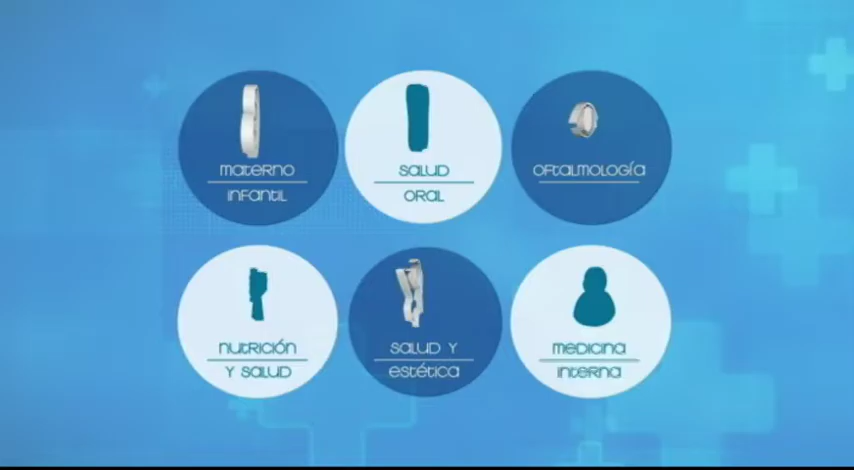 MATERNO
INFANTIL
SALUD
ORAL
OFTALMOLOGÍA
NUTRICIÓN
Y SALUD
SALUD Y
ESTÉTICA
MEDICINA
INTERNA